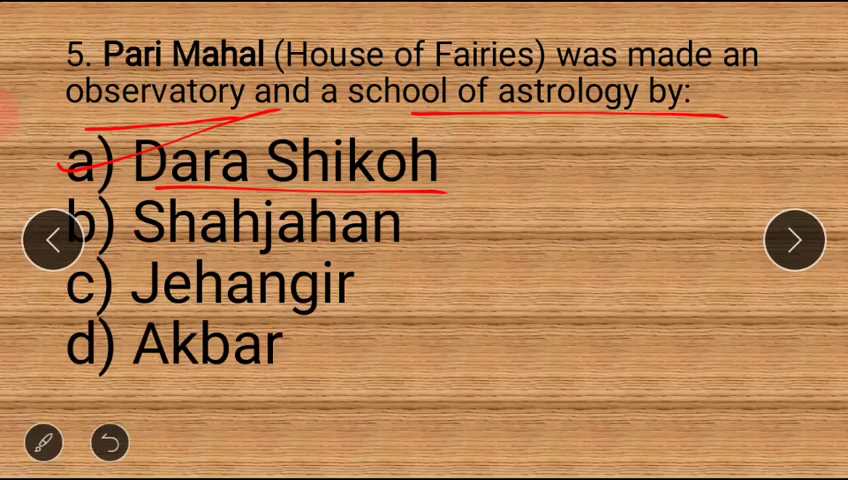 5. Pari Mahal (House of Fairies) was made an
observatory and a school of astrology by:
a) Dara Shikoh
b) Shahjahan
c) Jehangir
d) Akbar